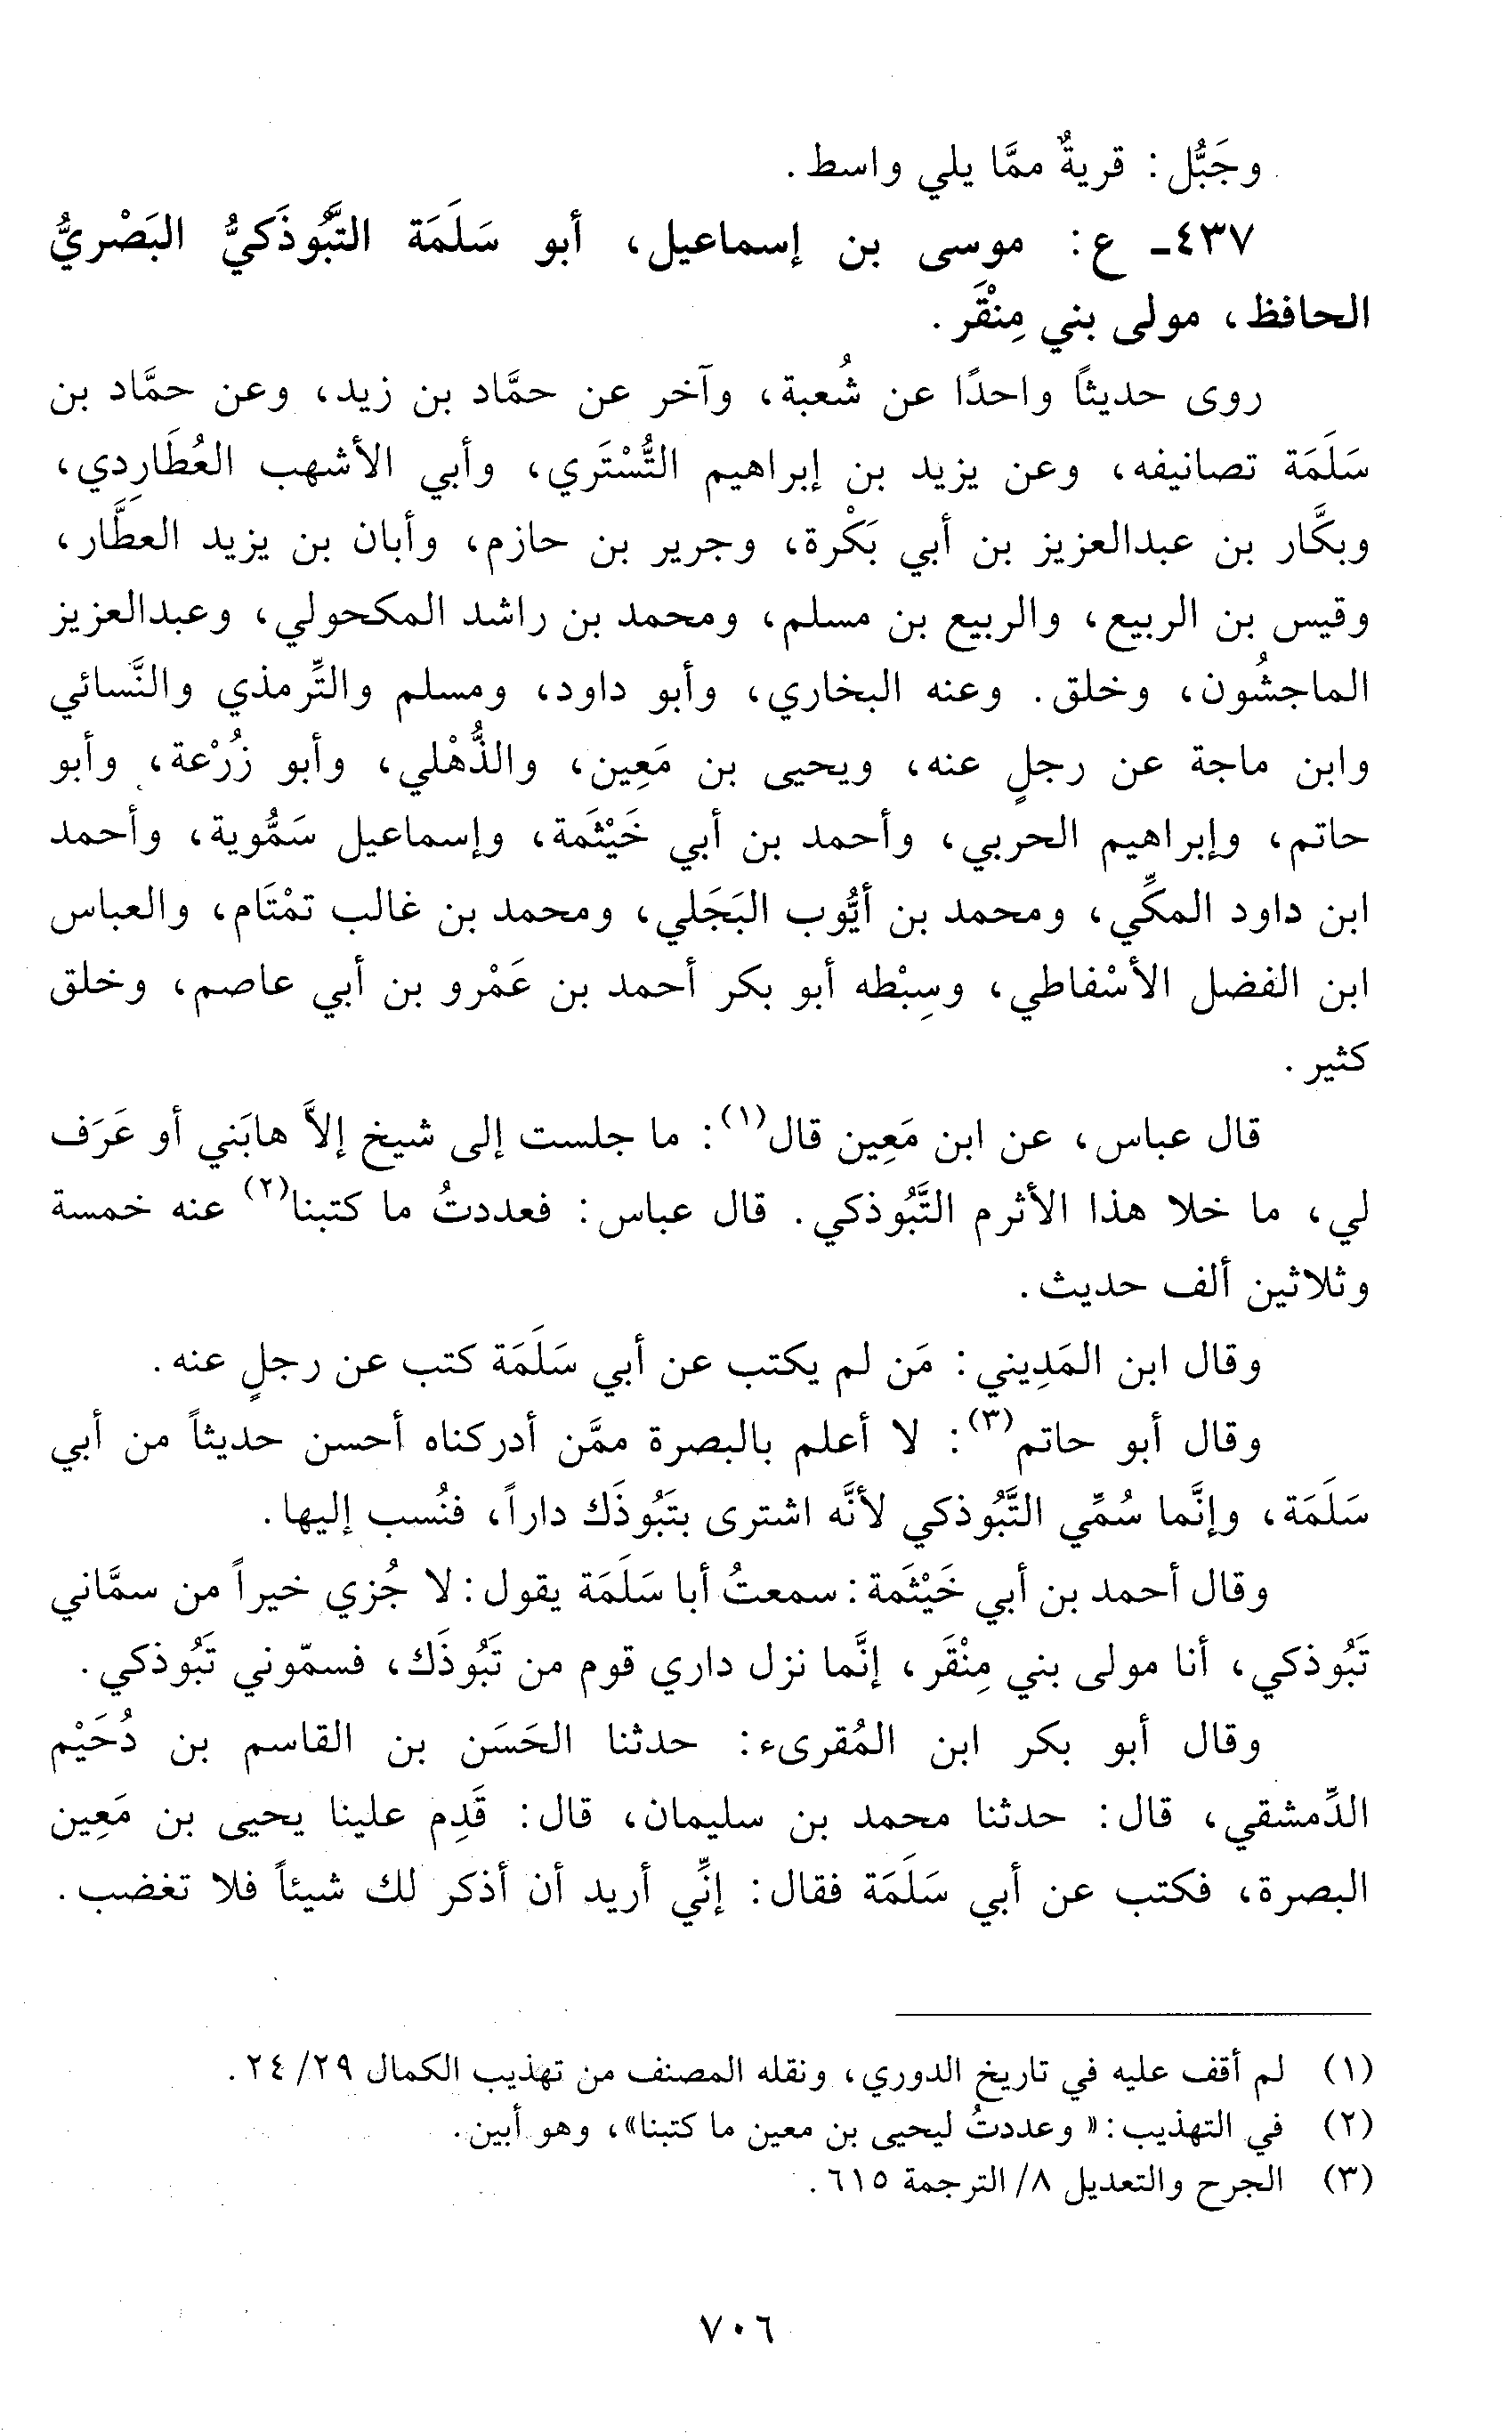 وجَبُّل: قريةٌ ممَّا يلي واسط.
٤٣٧ـ ع: موسى بن إسماعيل، أبو سَلَمَة التَّبُوذَكيُّ البَصْريُّ
الحافظ، مولى بني مِنْقَر.
روى حديثاً واحدًا عن شُعبة، وآخر عن حمَّاد بن زيد، وعن حمَّاد بن
سَلَمَة تصانيفه، وعن يزيد بن إبراهيم التُّسْتَري، وأبي الأشهب العُطَارِدي،
وبكَّار بن عبدالعزيز بن أبي بَكْرة، وجرير بن حازم، وأبان بن يزيد العطَّار،
وقيس بن الربيع، والربيع بن مسلم، ومحمد بن راشد المكحولي، وعبدالعزيز
الماجشُون، وخلق. وعنه البخاري، وأبو داود، ومسلم والتِّرمذي والنَّسائي
وابن ماجة عن رجلٍ عنه، ويحيى بن مَعِين، والذُّهْلي، وأبو زُرْعة، وأبو
حاتم، وإبراهيم الحربي، وأحمد بن أبي خَيْثَمة، وإسماعيل سَمُّوية، وأحمد
ابن داود المكِّي، ومحمد بن أيُّوب البَجَلي، ومحمد بن غالب تمْتَام، والعباس
ابن الفضل الأسْفاطي، وسِبْطه أبو بكر أحمد بن عَمْرو بن أبي عاصم، وخلق
كثير.
قال عباس، عن ابن مَعِين قال(١): ما جلست إلى شيخ إلاَّ هابَني أو عَرَف
لي، ما خلا هذا الأثرم التَّبُوذكي. قال عباس: فعددتُ ما كتبنا(٢) عنه خمسة
وثلاثين ألف حديث.
وقال ابن المَدِيني: مَن لم يكتب عن أبي سَلَمَة كتب عن رجلٍ عنه.
وقال أبو حاتم(٣): لا أعلم بالبصرة ممَّن أدركناه أحسن حديثاً من أبي
سَلَمَة، وإنَّما سُمِّي التَّبُوذكي لأنَّه اشترى بتَبُوذَك داراً، فنُسب إليها.
وقال أحمد بن أبي خَيْثَمة: سمعتُ أبا سَلَمَة يقول: لا جُزي خيراً من سمَّاني
تَبُوذكي، أنا مولى بني مِنْقَر، إنَّما نزل داري قوم من تَبُوذَك، فسمّوني تَبُوذكي.
وقال أبو بكر ابن المُقرىء: حدثنا الحَسَن بن القاسم بن دُحَيْم
الدِّمشقي، قال: حدثنا محمد بن سليمان، قال: قَدِم علينا يحيى بن مَعِين
البصرة، فكتب عن أبي سَلَمَة فقال: إنِّي أريد أن أذكر لك شيئاً فلا تغضب.
(١) لم أقف عليه في تاريخ الدوري، ونقله المصنف من تهذيب الكمال ٢٩/ ٢٤.
(٢) في التهذيب: «وعددتُ ليحيى بن معين ما كتبنا»، وهو أبين.
(٣) الجرح والتعديل ٨/ الترجمة ٦١٥.
٧٠٦